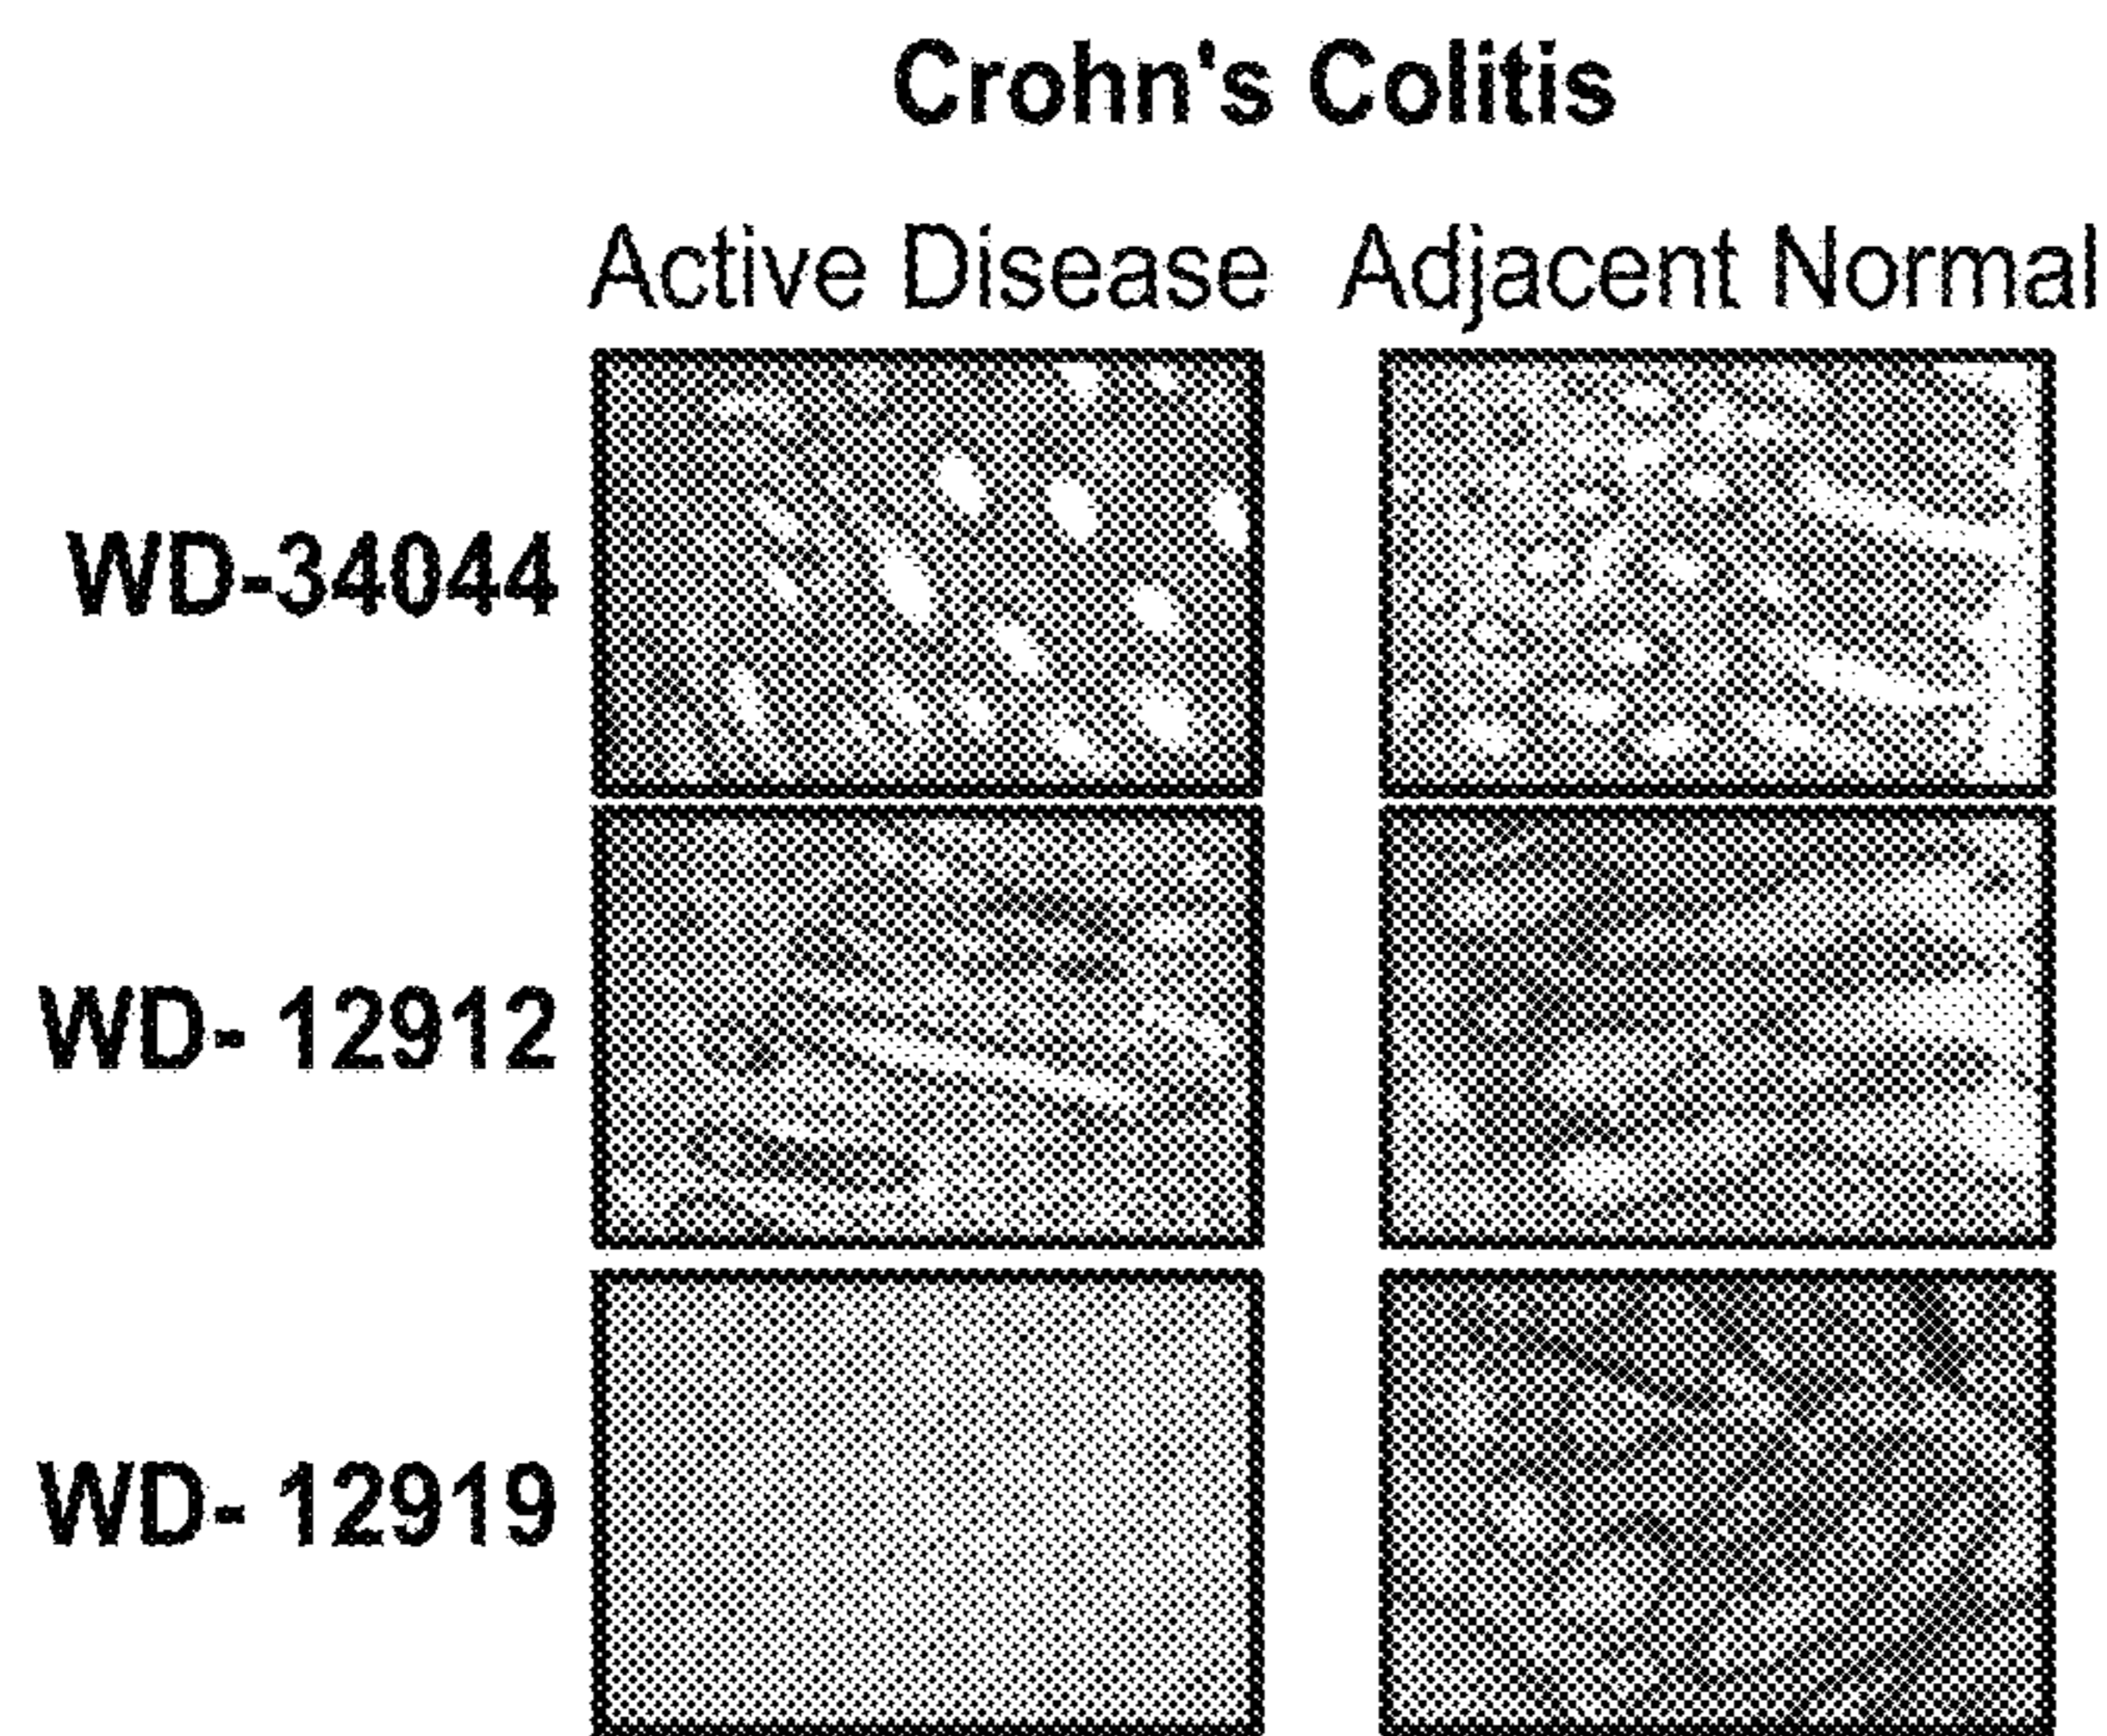 Crohn's Colitis
Active Disease Adjacent Normal
WD-34044
WD- 12912
WD- 12919